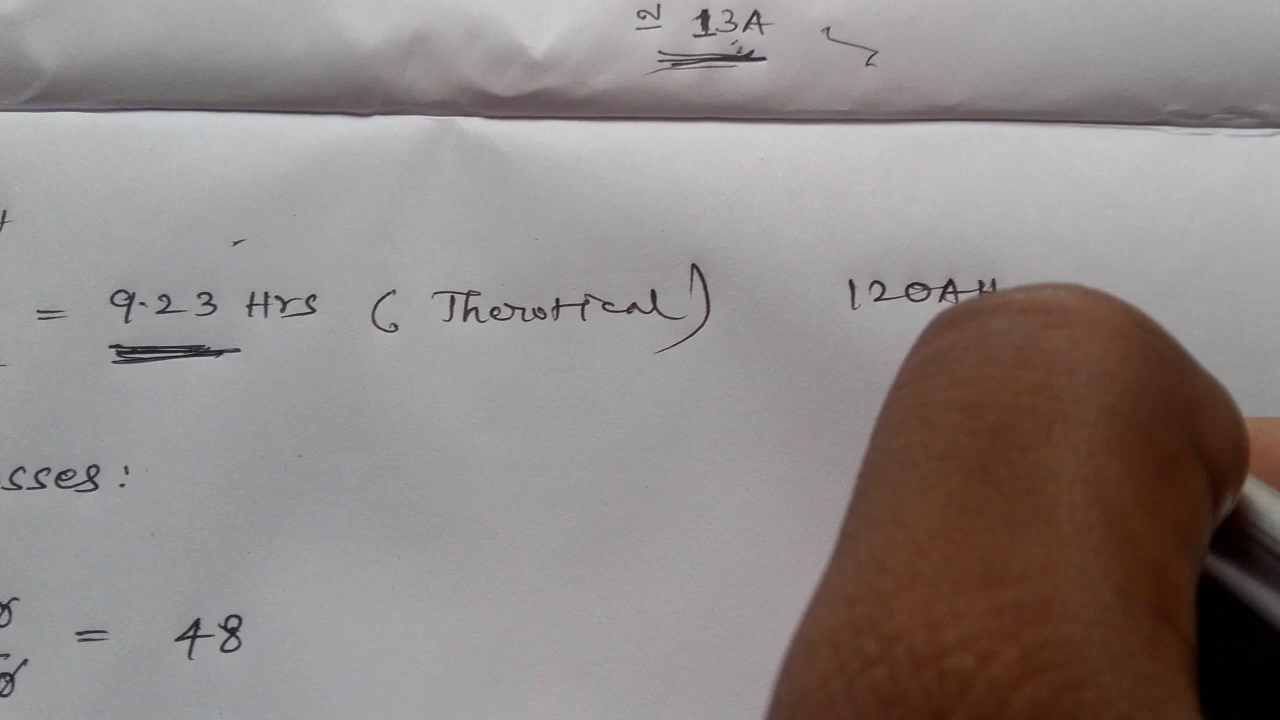 ≅ 13A
= 9.23 Hrs ( Therotical) 120AH
sses:
= 48